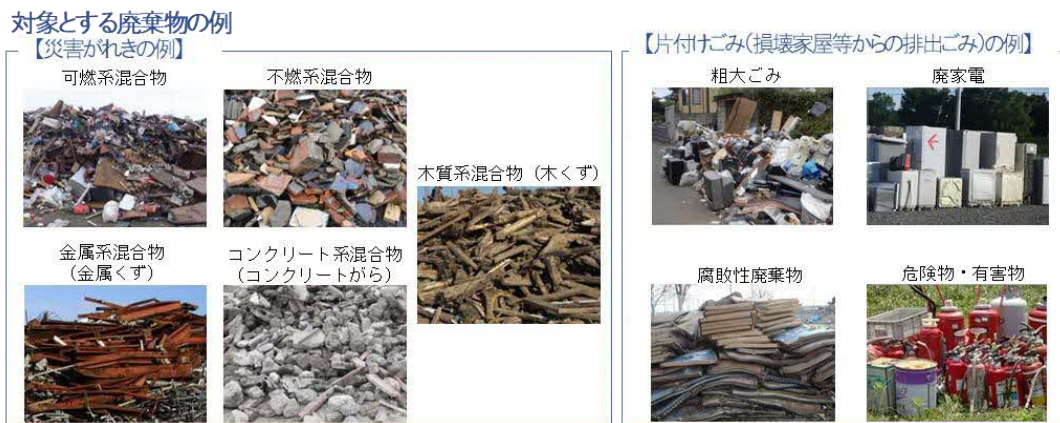 対象とする廃棄物の例
【災害がれきの例】
可燃系混合物
不燃系混合物
木質系混合物（木くず）
金属系混合物
（金属くず）
コンクリート系混合物
（コンクリートがら）
【片付けごみ（損壊家屋等からの排出ごみ）の例】
粗大ごみ
廃家電
腐敗性廃棄物
危険物・有害物